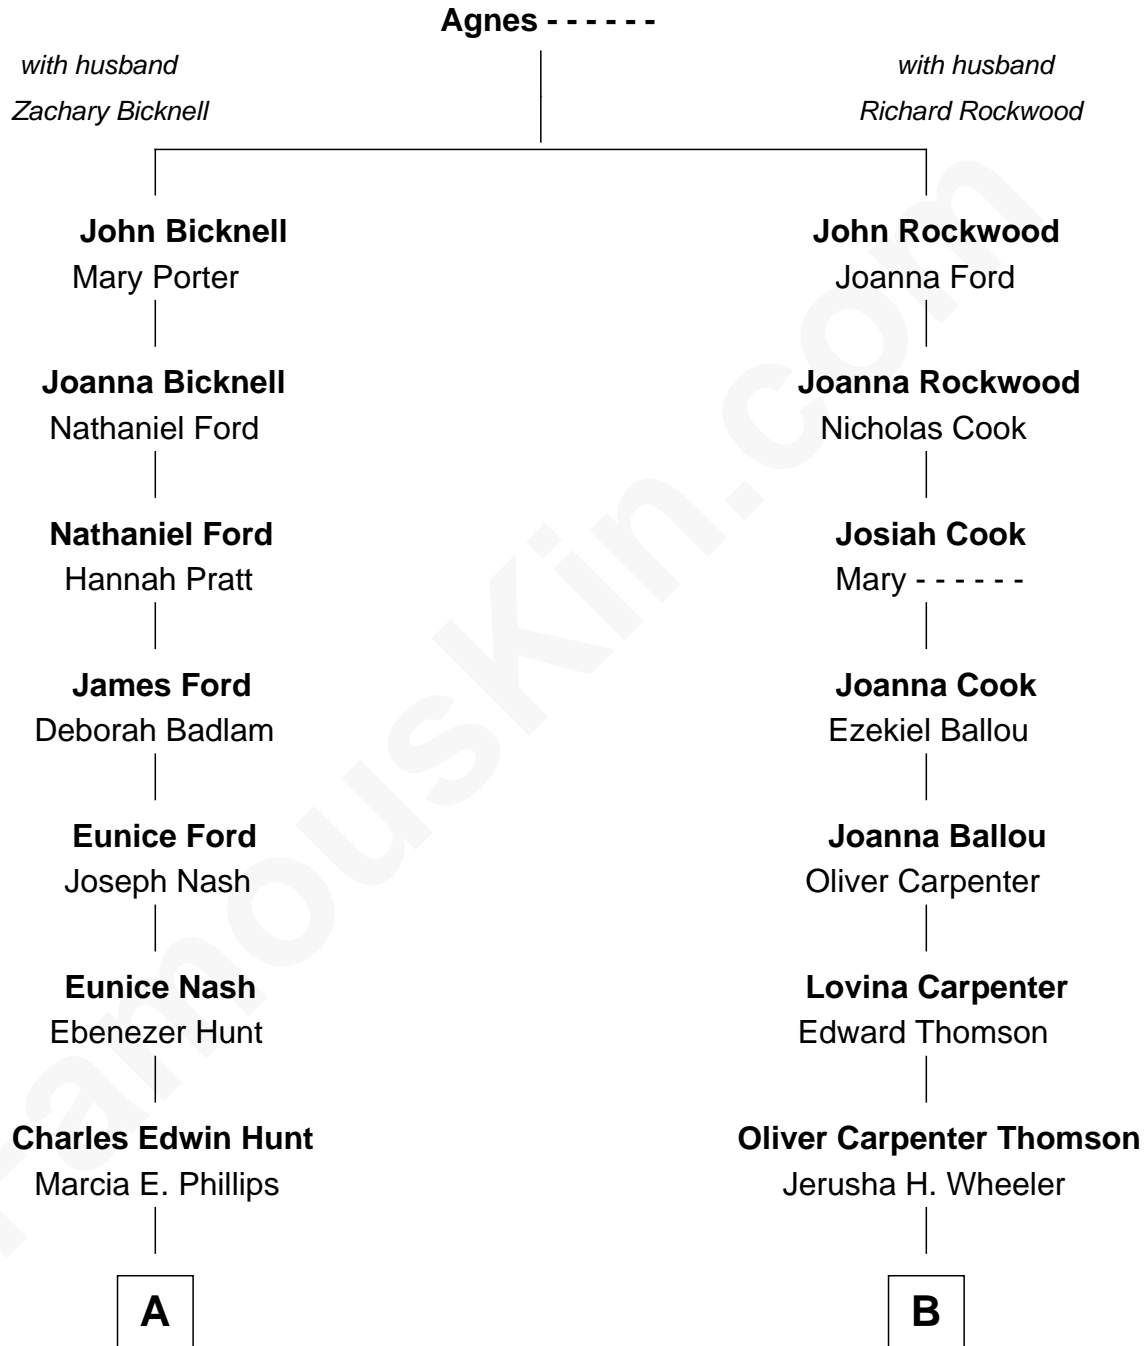 Agnes - - - - - -
with husband
Zachary Bicknell
with husband
Richard Rockwood
John Bicknell
Mary Porter
John Rockwood
Joanna Ford
Joanna Bicknell
Nathaniel Ford
Joanna Rockwood
Nicholas Cook
Nathaniel Ford
Hannah Pratt
Josiah Cook
Mary - - - - - -
James Ford
Deborah Badlam
Joanna Cook
Ezekiel Ballou
Eunice Ford
Joseph Nash
Joanna Ballou
Oliver Carpenter
Eunice Nash
Ebenezer Hunt
Lovina Carpenter
Edward Thomson
Charles Edwin Hunt
Marcia E. Phillips
Oliver Carpenter Thomson
Jerusha H. Wheeler
A
B
FamousKin.com